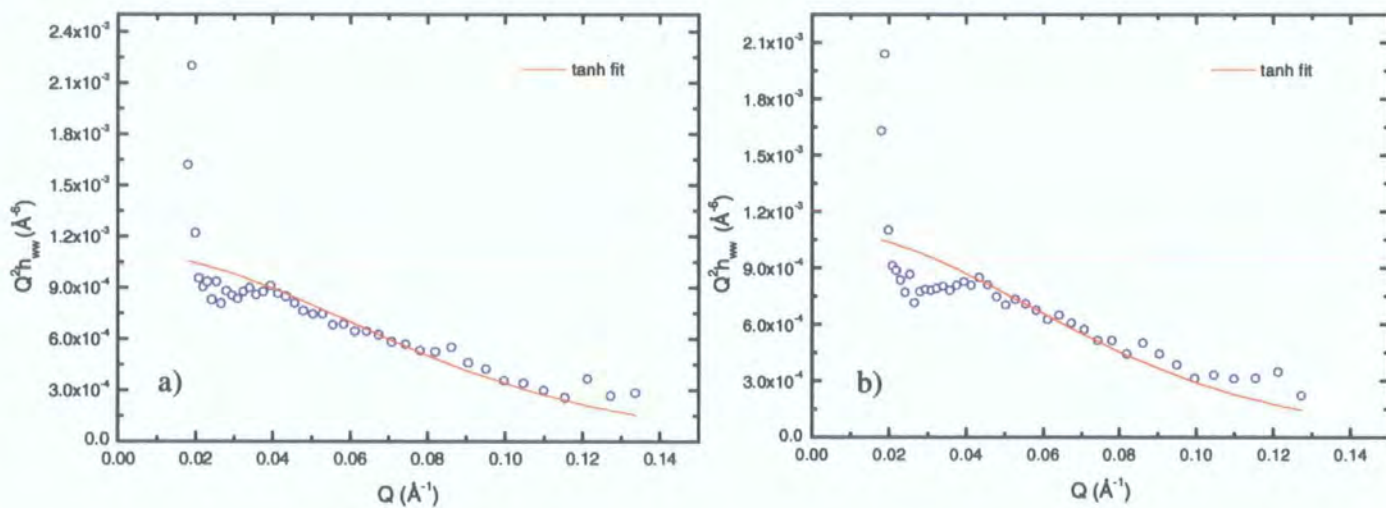 2.4x10⁻³
2.1x10⁻³
1.8x10⁻³
1.5x10⁻³
1.2x10⁻³
9.0x10⁻⁴
6.0x10⁻⁴
3.0x10⁻⁴
0.0
Q²hww (Å⁻⁶)
tanh fit
a)
0.00 0.02 0.04 0.06 0.08 0.10 0.12 0.14
Q (Å⁻¹)
2.1x10⁻³
1.8x10⁻³
1.5x10⁻³
1.2x10⁻³
9.0x10⁻⁴
6.0x10⁻⁴
3.0x10⁻⁴
0.0
Q²hww (Å⁻⁶)
tanh fit
b)
0.00 0.02 0.04 0.06 0.08 0.10 0.12 0.14
Q (Å⁻¹)